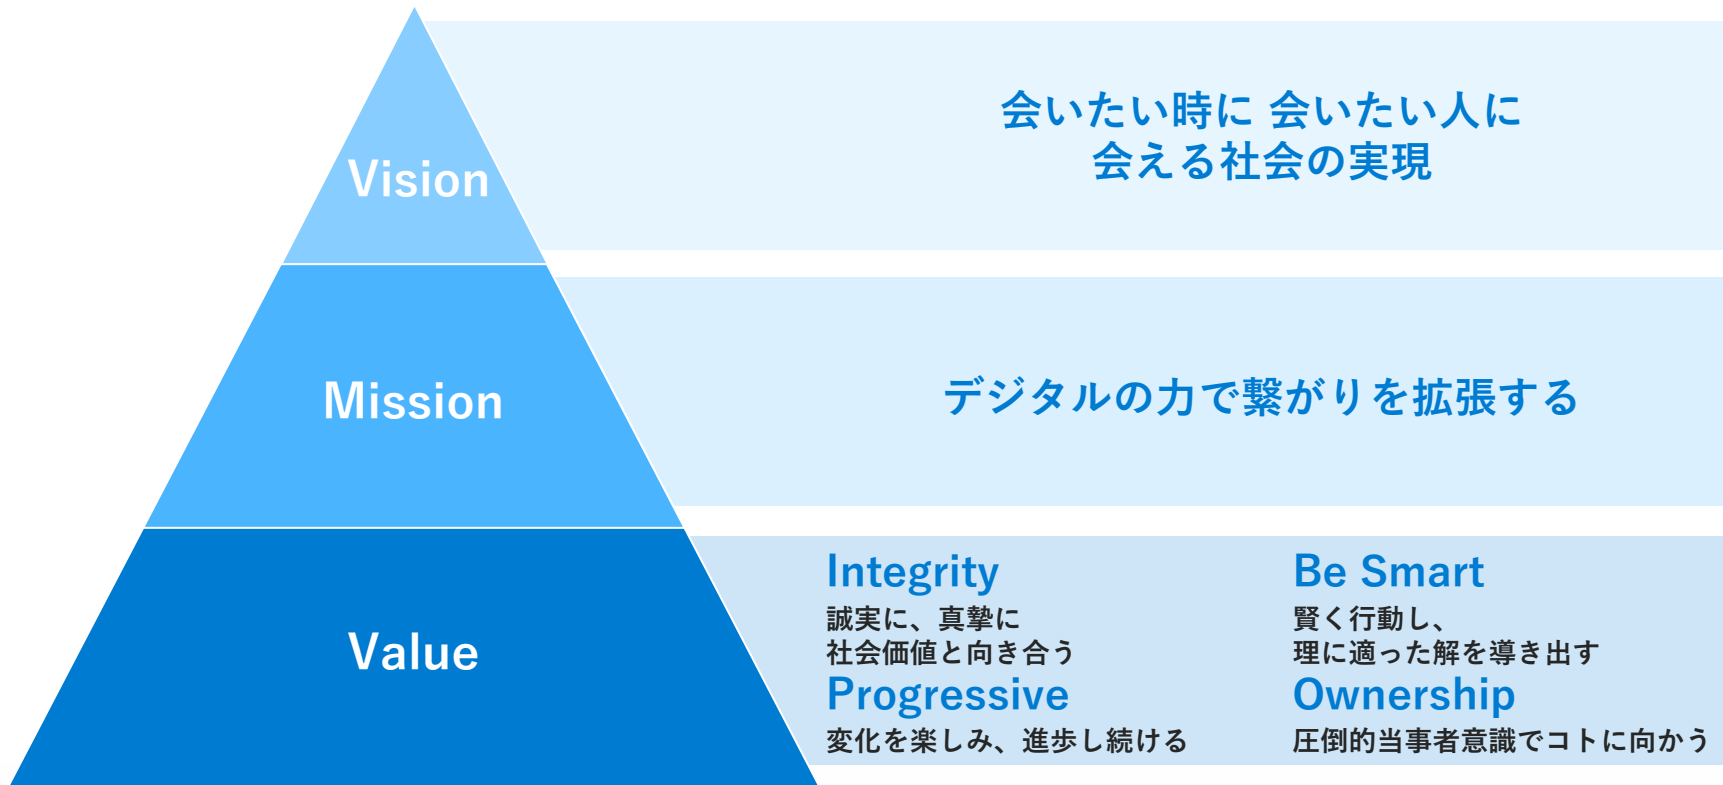 Vision
会いたい時に 会いたい人に
会える社会の実現
Mission
デジタルの力で繋がりを拡張する
Value
Integrity
誠実に、真摯に
社会価値と向き合う
Be Smart
賢く行動し、
理に適った解を導き出す
Progressive
変化を楽しみ、進歩し続ける
Ownership
圧倒的当事者意識でコトに向かう